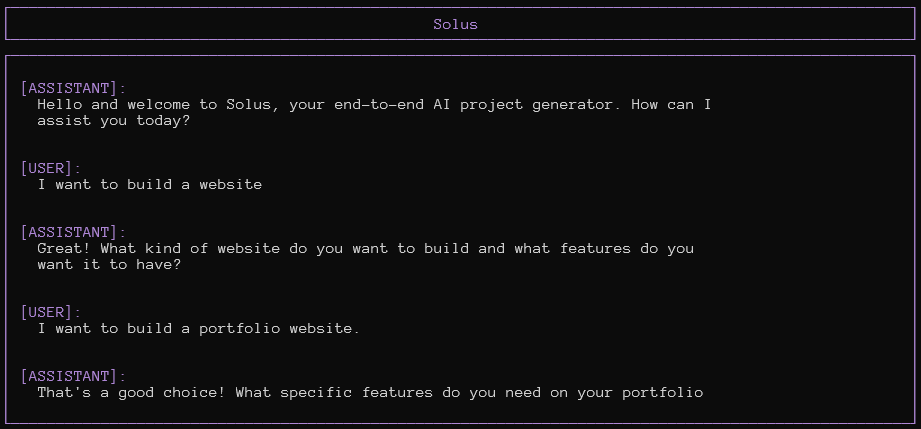 Solus
[ASSISTANT]:
Hello and welcome to Solus, your end-to-end AI project generator. How can I
assist you today?
[USER]:
I want to build a website
[ASSISTANT]:
Great! What kind of website do you want to build and what features do you
want it to have?
[USER]:
I want to build a portfolio website.
[ASSISTANT]:
That's a good choice! What specific features do you need on your portfolio